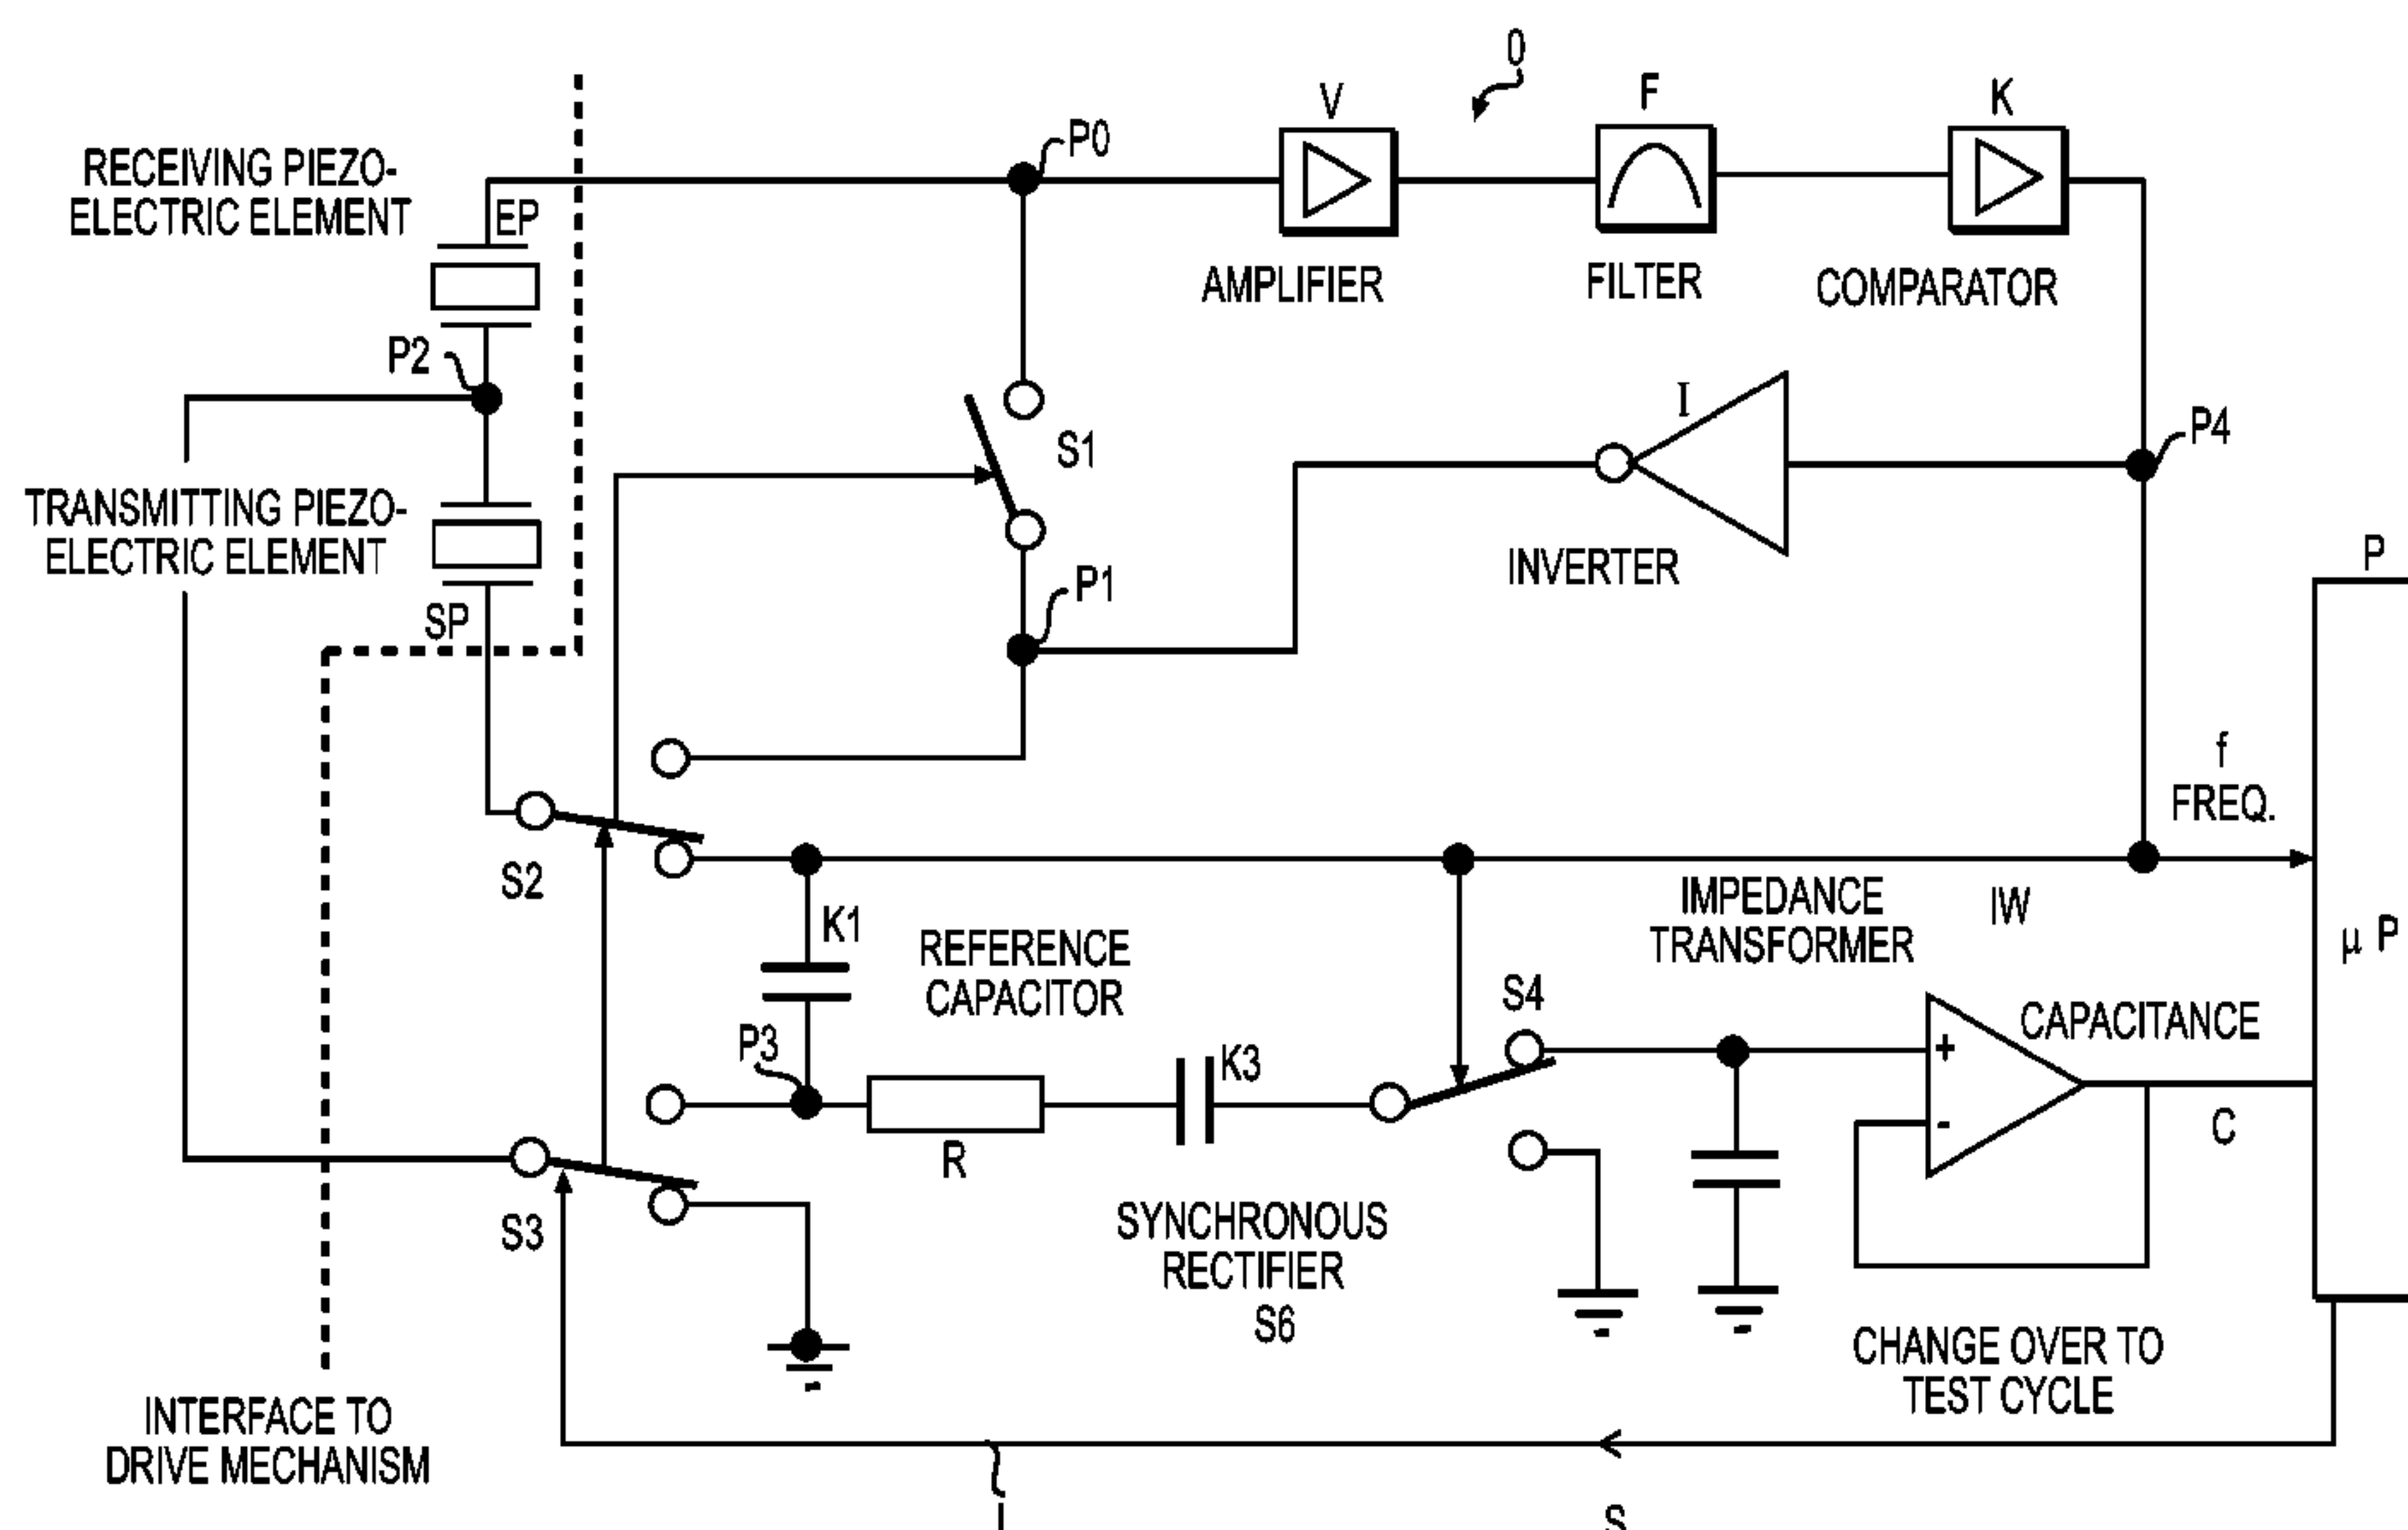 0
V
F
K
P0
RECEIVING PIEZO-
ELECTRIC ELEMENT
EP
AMPLIFIER
FILTER
COMPARATOR
P2
I
S1
P4
TRANSMITTING PIEZO-
ELECTRIC ELEMENT
INVERTER
P
P1
SP
f
FREQ.
S2
K1
REFERENCE
CAPACITOR
IMPEDANCE
TRANSFORMER
IW
μP
S4
CAPACITANCE
P3
K3
+
-
C
R
S3
SYNCHRONOUS
RECTIFIER
S6
CHANGE OVER TO
TEST CYCLE
INTERFACE TO
DRIVE MECHANISM
S